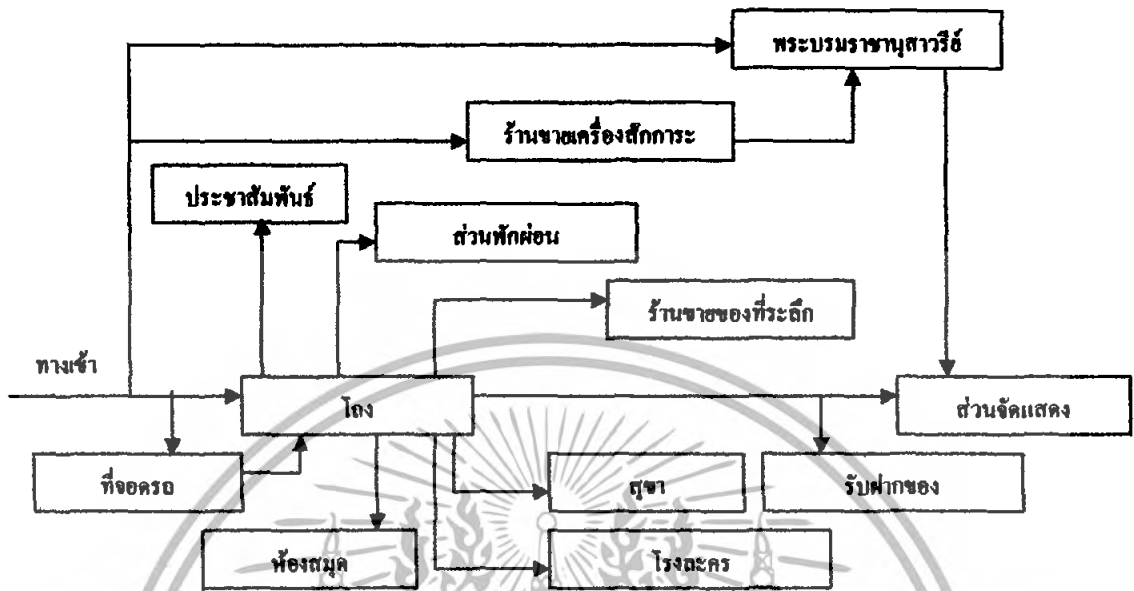 พระบรมราชานุสาวรีย์
ร้านขายเครื่องสักการะ
ประชาสัมพันธ์
ส่วนพักผ่อน
ร้านขายของที่ระลึก
ทางเข้า
โถง
ส่วนจัดแสดง
ที่จอดรถ
สุขา
รับฝากของ
ห้องสมุด
โรงละคร